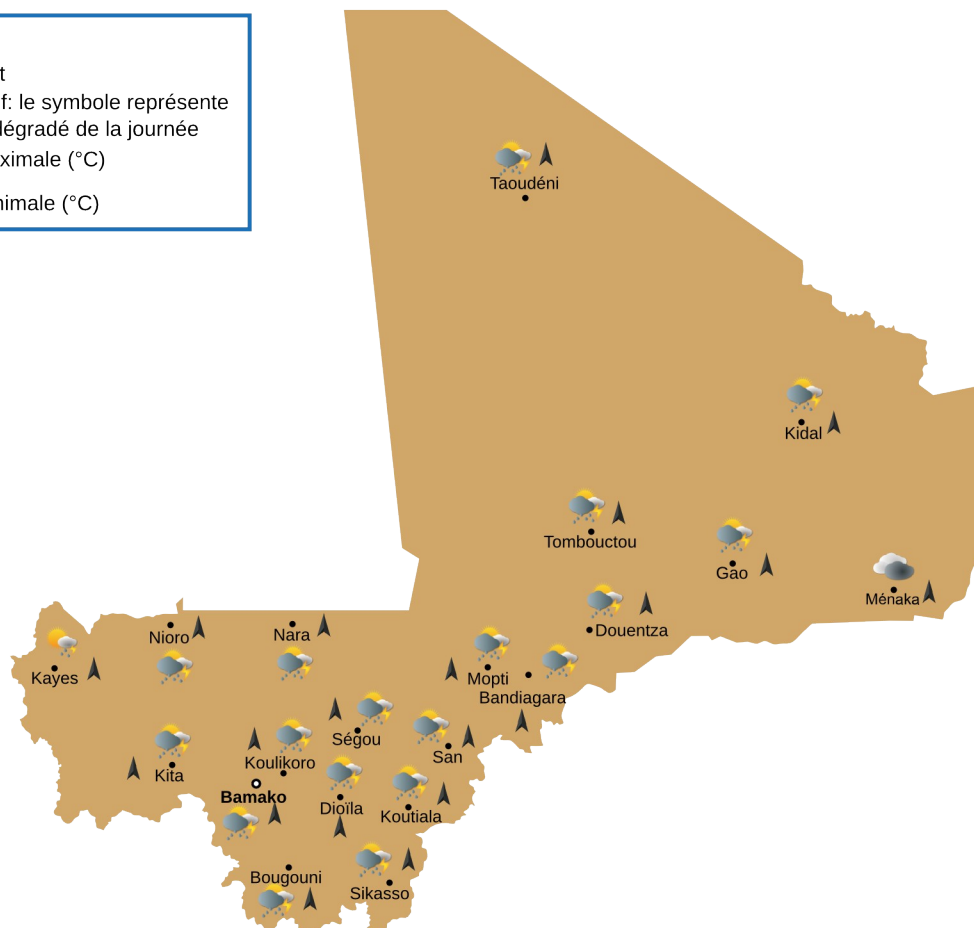 t
f: le symbole représente
dégradé de la journée
ximale (°C)
nimale (°C)
Taoudéni
Kidal
Tombouctou
Gao
Ménaka
Douentza
Nioro
Nara
Kayes
Mopti
Bandiagara
Ségou
San
Koulikoro
Kita
Bamako
Dioïla
Koutiala
Bougouni
Sikasso